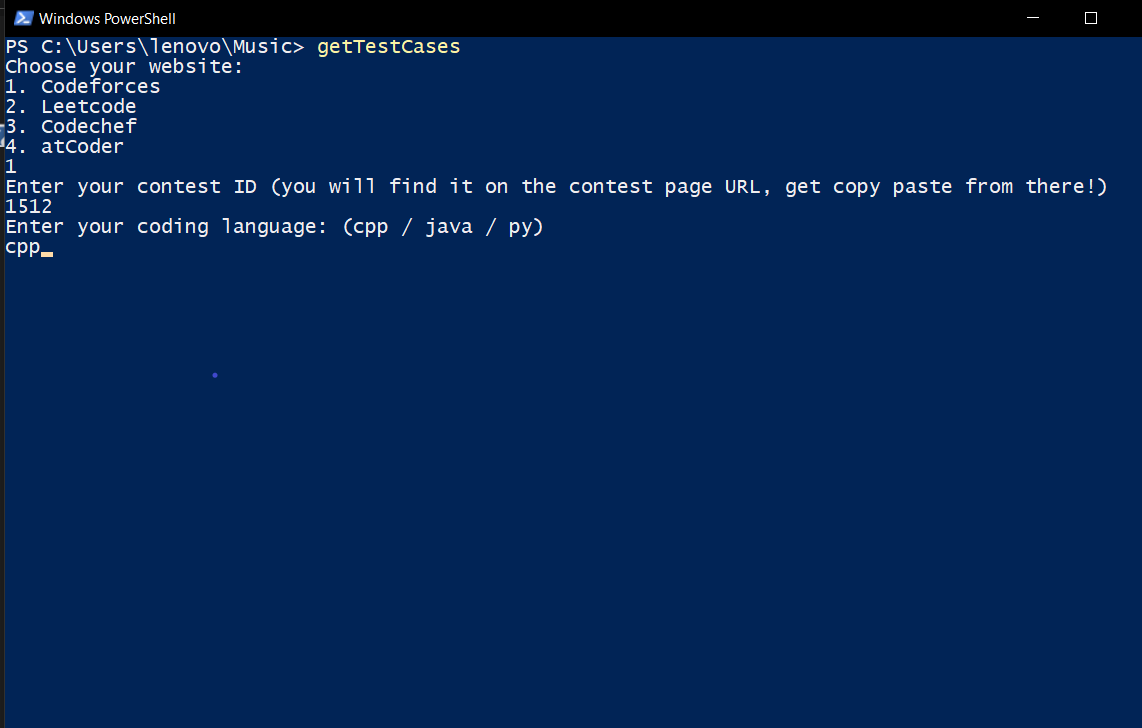 Windows PowerShell
PS C:\Users\lenovo\Music> getTestCases
Choose your website:
1. Codeforces
2. Leetcode
3. Codechef
4. atCoder
1
Enter your contest ID (you will find it on the contest page URL, get copy paste from there!)
1512
Enter your coding language: (cpp / java / py)
cpp